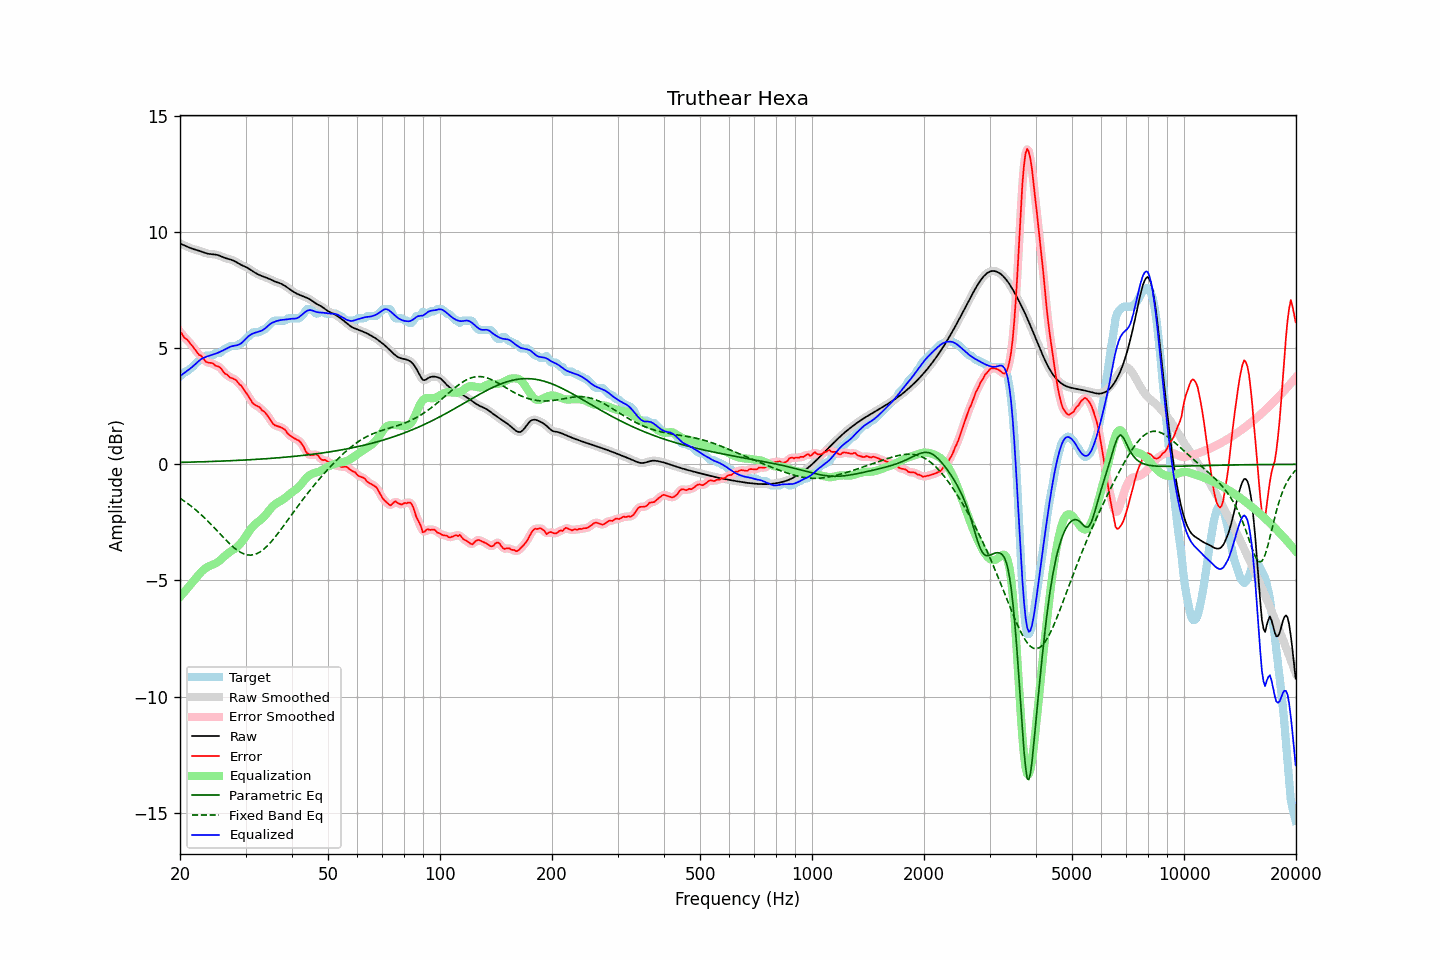 Truthear Hexa
15
10
5
0
−5
−10
−15
Amplitude (dBr)
Target
Raw Smoothed
Error Smoothed
Raw
Error
Equalization
Parametric Eq
Fixed Band Eq
Equalized
20 50 100 200 500 1000 2000 5000 10000 20000
Frequency (Hz)